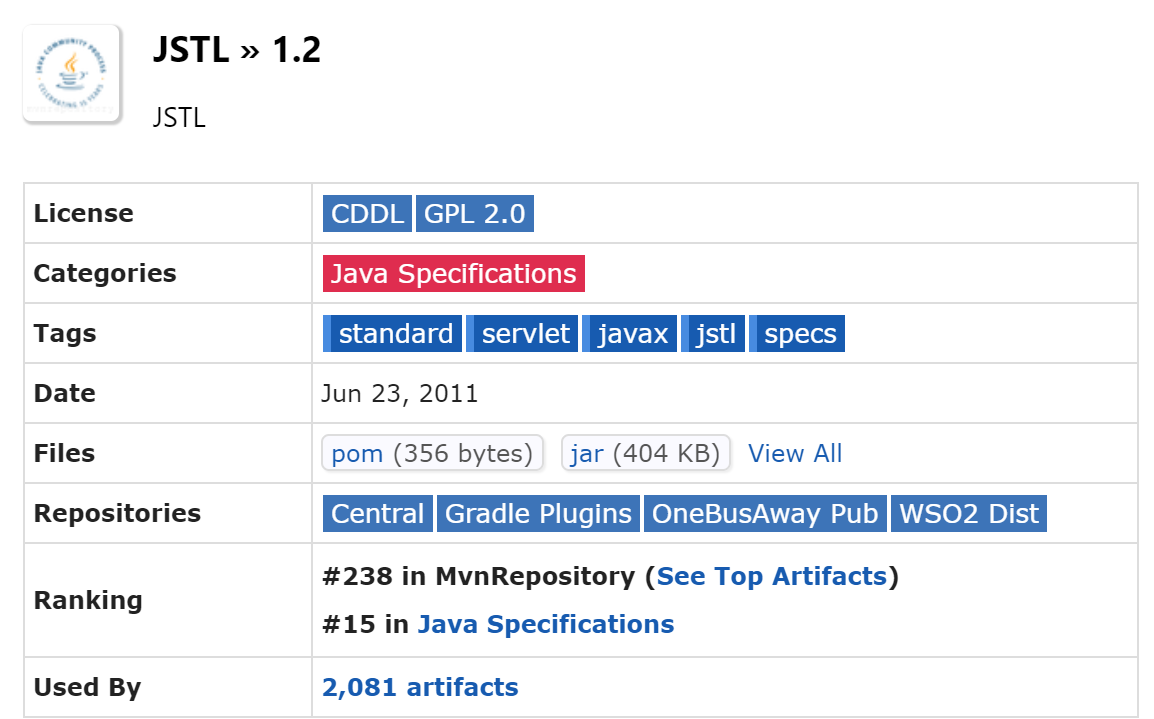 JAVA COMMUNITY PROCESS
CELEBRATING 15 YEARS
JSTL » 1.2
JSTL
License CDDL GPL 2.0
Categories Java Specifications
Tags standard servlet javax jstl specs
Date Jun 23, 2011
Files pom (356 bytes) jar (404 KB) View All
Repositories Central Gradle Plugins OneBusAway Pub WSO2 Dist
Ranking #238 in MvnRepository (See Top Artifacts)
#15 in Java Specifications
Used By 2,081 artifacts